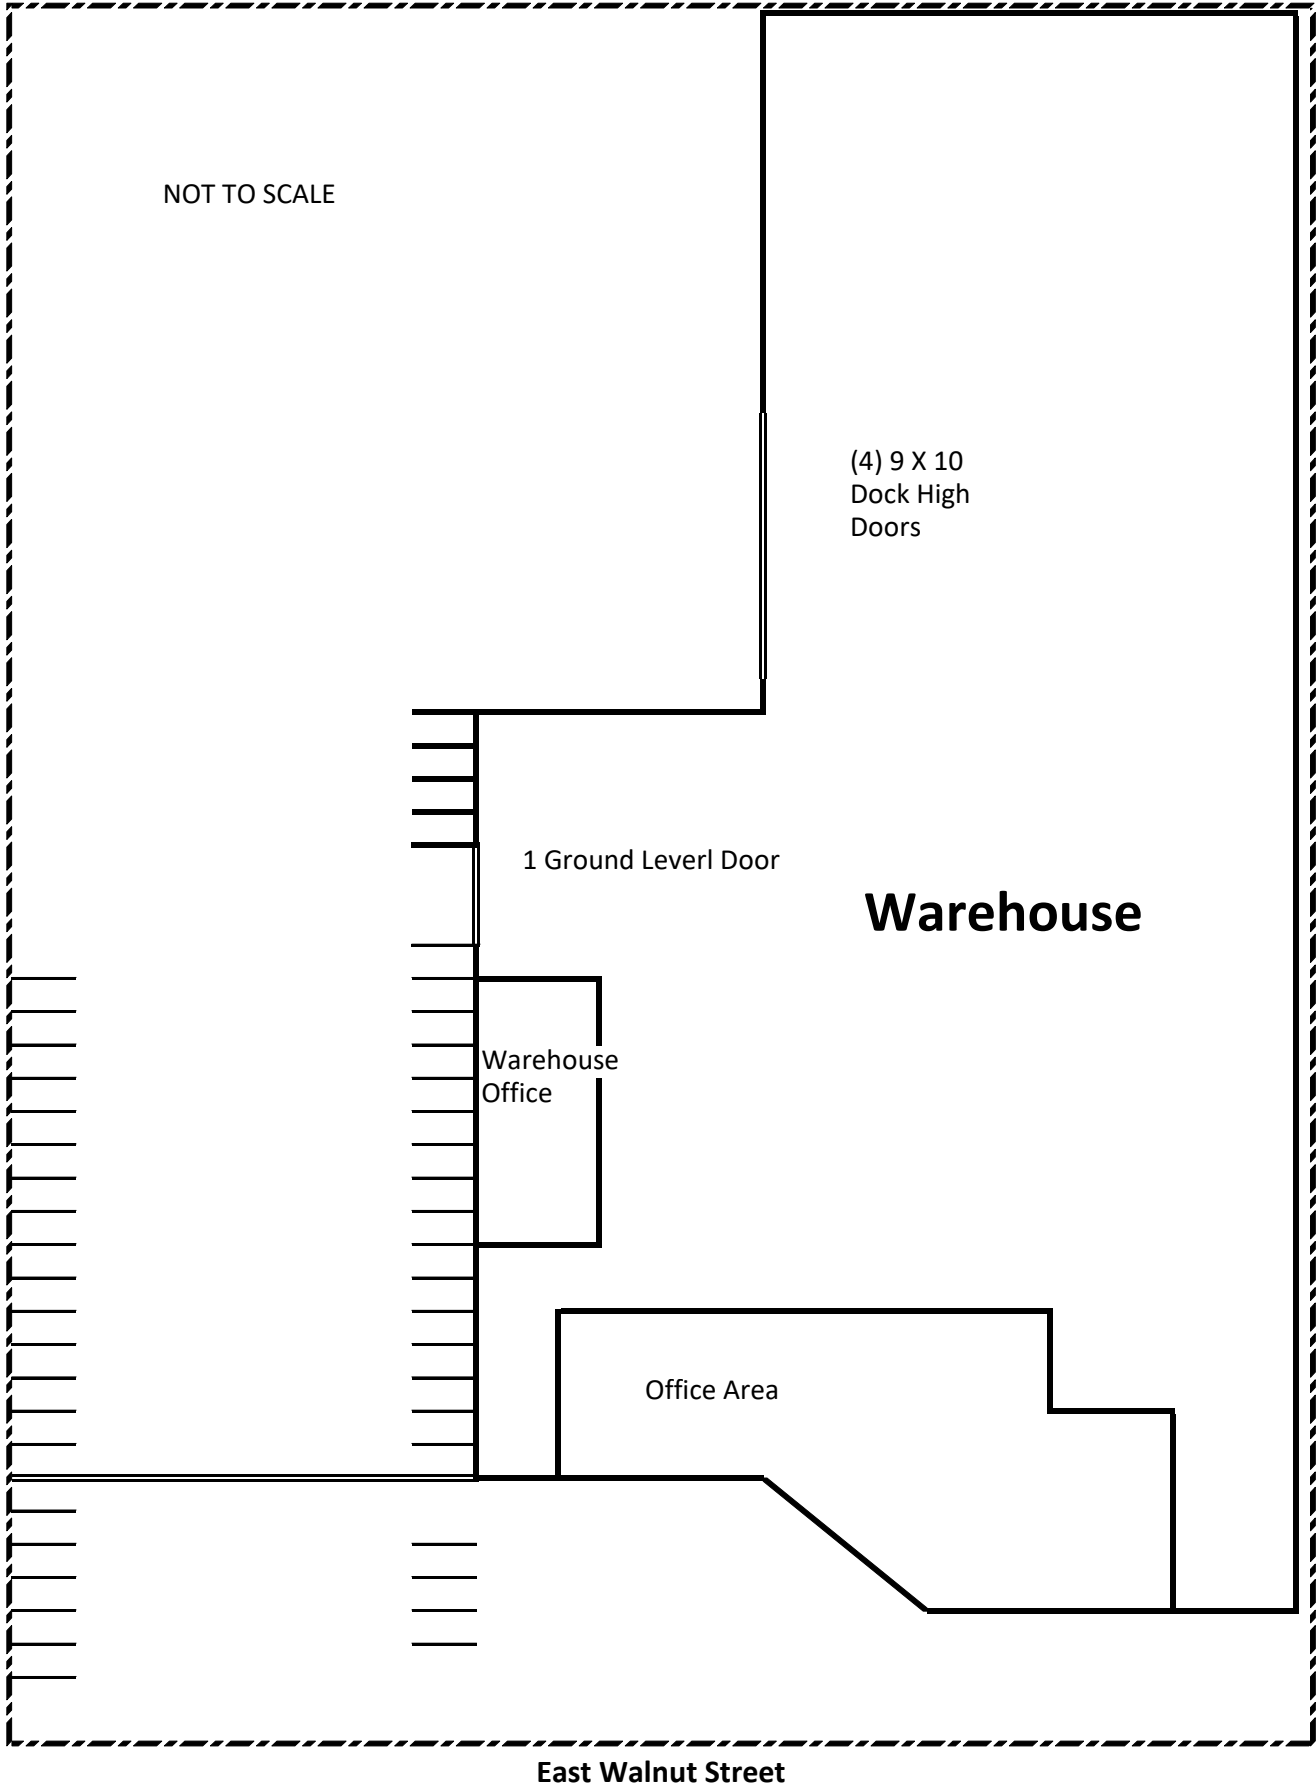 NOT TO SCALE
(4) 9 X 10
Dock High
Doors
1 Ground Leverl Door
Warehouse
Warehouse
Office
Office Area
East Walnut Street